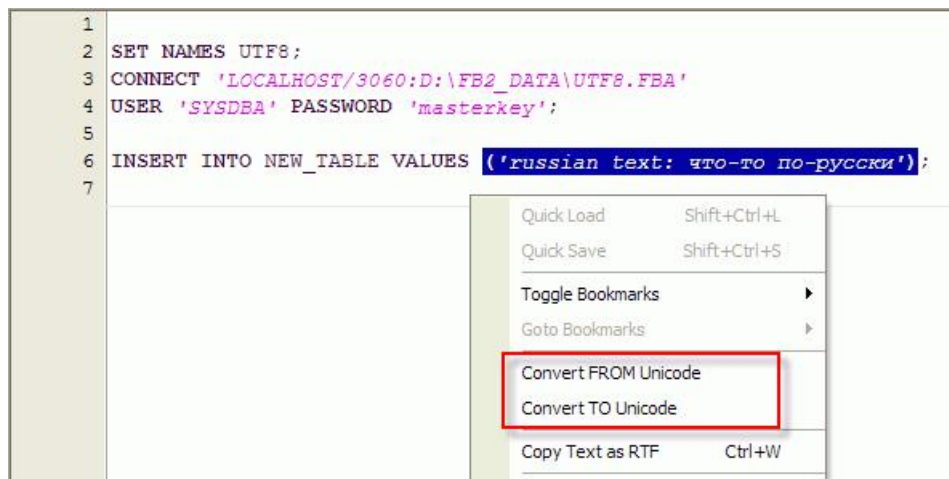 1
2 SET NAMES UTF8;
3 CONNECT 'LOCALHOST/3060:D:\FB2_DATA\UTF8.FBA'
4 USER 'SYSDBA' PASSWORD 'masterkey';
5
6 INSERT INTO NEW_TABLE VALUES ('russian text: что-то по-русски');
7
Quick Load Shift+Ctrl+L
Quick Save Shift+Ctrl+S
Toggle Bookmarks
Goto Bookmarks
Convert FROM Unicode
Convert TO Unicode
Copy Text as RTF Ctrl+W